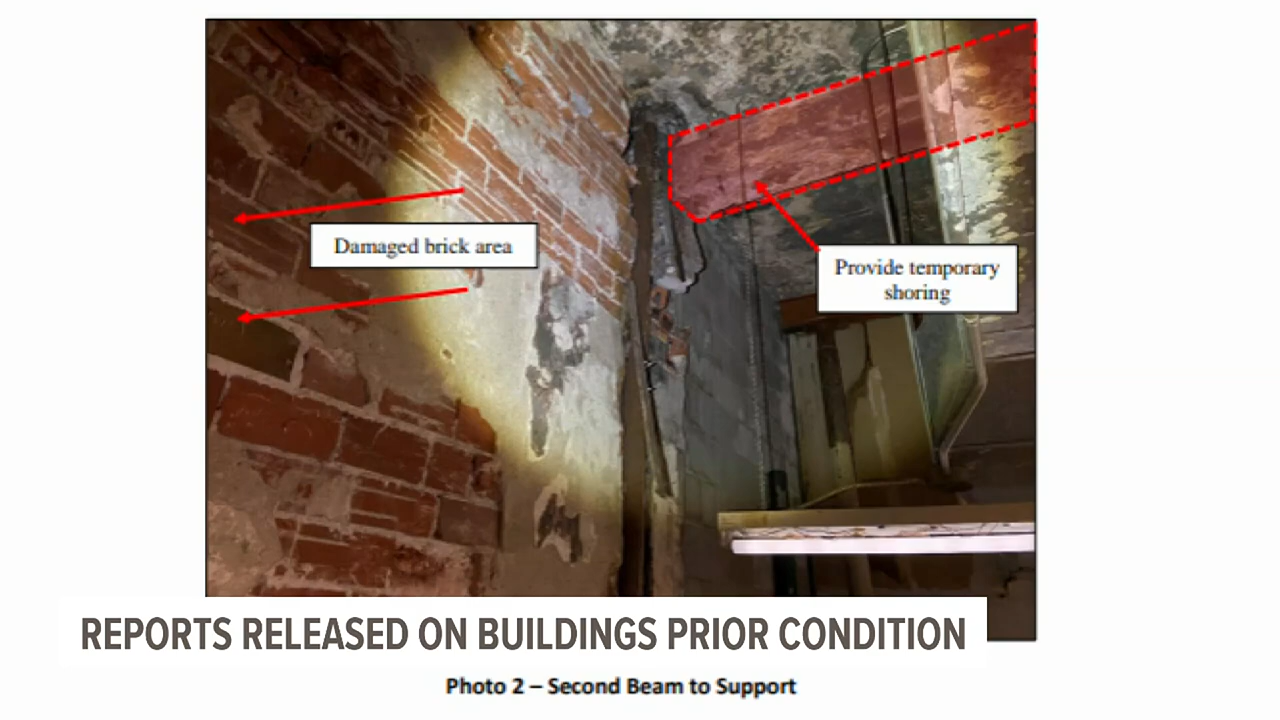 Damaged brick area
Provide temporary
shoring
REPORTS RELEASED ON BUILDINGS PRIOR CONDITION
Photo 2 – Second Beam to Support